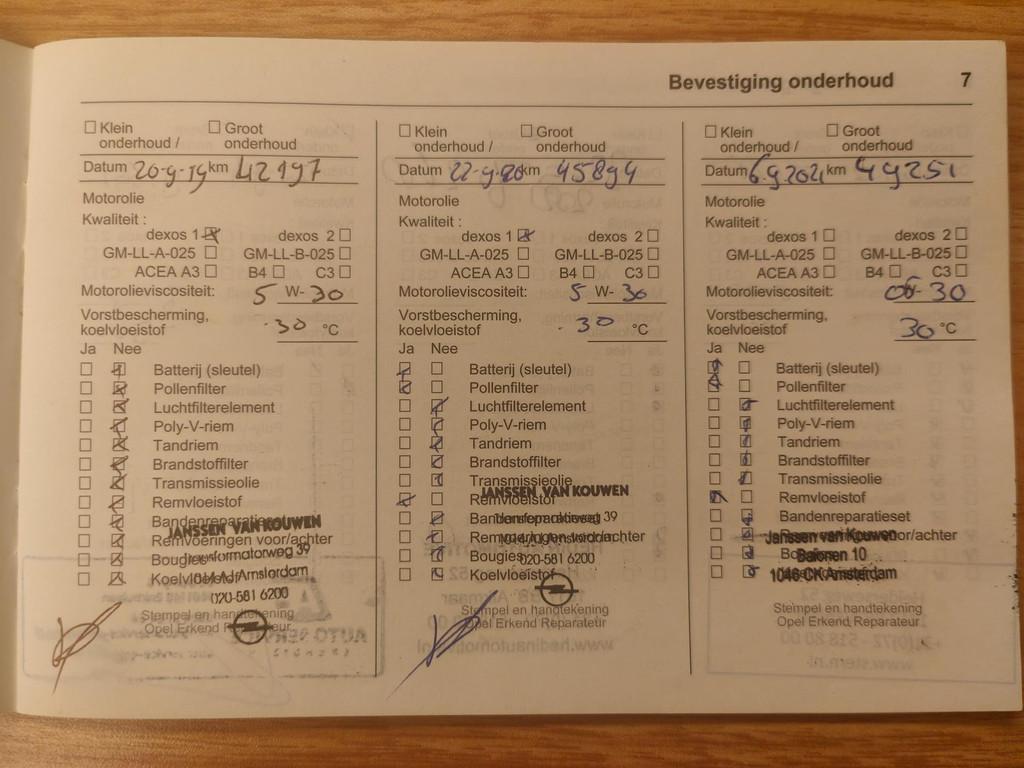 Bevestiging onderhoud 7
Klein onderhoud / Groot onderhoud
Datum 20-9-19 km 42197
Motorolie
Kwaliteit :
dexos 1 dexos 2
GM-LL-A-025 GM-LL-B-025
ACEA A3 B4 C3
Motorolieviscositeit: 5 W- 30
Vorstbescherming,
koelvloeistof -30 °C
Ja Nee
Batterij (sleutel)
Pollenfilter
Luchtfilterelement
Poly-V-riem
Tandriem
Brandstoffilter
Transmissieolie
Remvloeistof
Bandenreparatieset
JANSSEN VAN KOUWEN
Remvoeringen voor/achter
Transformatorweg 39
Bougies
Koelvloeistof
Amsterdam
020-581 6200
Stempel en handtekening
Opel Erkend Reparateur
Klein onderhoud / Groot onderhoud
Datum 22-9-20 km 45894
Motorolie
Kwaliteit :
dexos 1 dexos 2
GM-LL-A-025 GM-LL-B-025
ACEA A3 B4 C3
Motorolieviscositeit: 5 W- 30
Vorstbescherming,
koelvloeistof -30 °C
Ja Nee
Batterij (sleutel)
Pollenfilter
Luchtfilterelement
Poly-V-riem
Tandriem
Brandstoffilter
Transmissieolie
JANSSEN VAN KOUWEN
Remvloeistof
Bandenreparatieset
Transformatorweg 39
Remvoeringen voor/achter
Bougies
020-581 6200
Koelvloeistof
Stempel en handtekening
Opel Erkend Reparateur
Klein onderhoud / Groot onderhoud
Datum 6.9.2021 km 49251
Motorolie
Kwaliteit :
dexos 1 dexos 2
GM-LL-A-025 GM-LL-B-025
ACEA A3 B4 C3
Motorolieviscositeit: 30
Vorstbescherming,
koelvloeistof 30 °C
Ja Nee
Batterij (sleutel)
Pollenfilter
Luchtfilterelement
Poly-V-riem
Tandriem
Brandstoffilter
Transmissieolie
Remvloeistof
Bandenreparatieset
Janssen van Kouwen
voor/achter
Baionen 10
1046 CK Amsterdam
Stempel en handtekening
Opel Erkend Reparateur